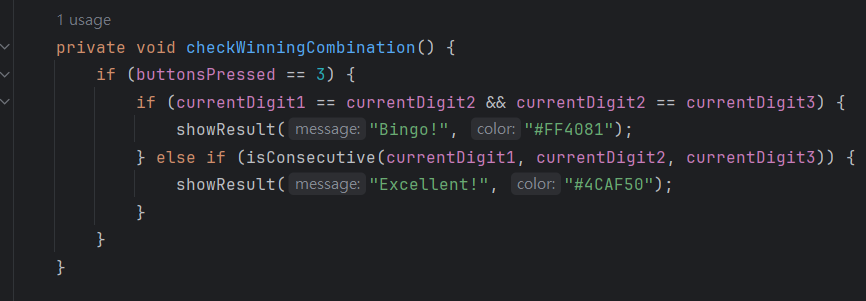 1 usage
private void checkWinningCombination() {
if (buttonsPressed == 3) {
if (currentDigit1 == currentDigit2 && currentDigit2 == currentDigit3) {
showResult( message: "Bingo!", color: "#FF4081");
} else if (isConsecutive(currentDigit1, currentDigit2, currentDigit3)) {
showResult( message: "Excellent!", color: "#4CAF50");
}
}
}